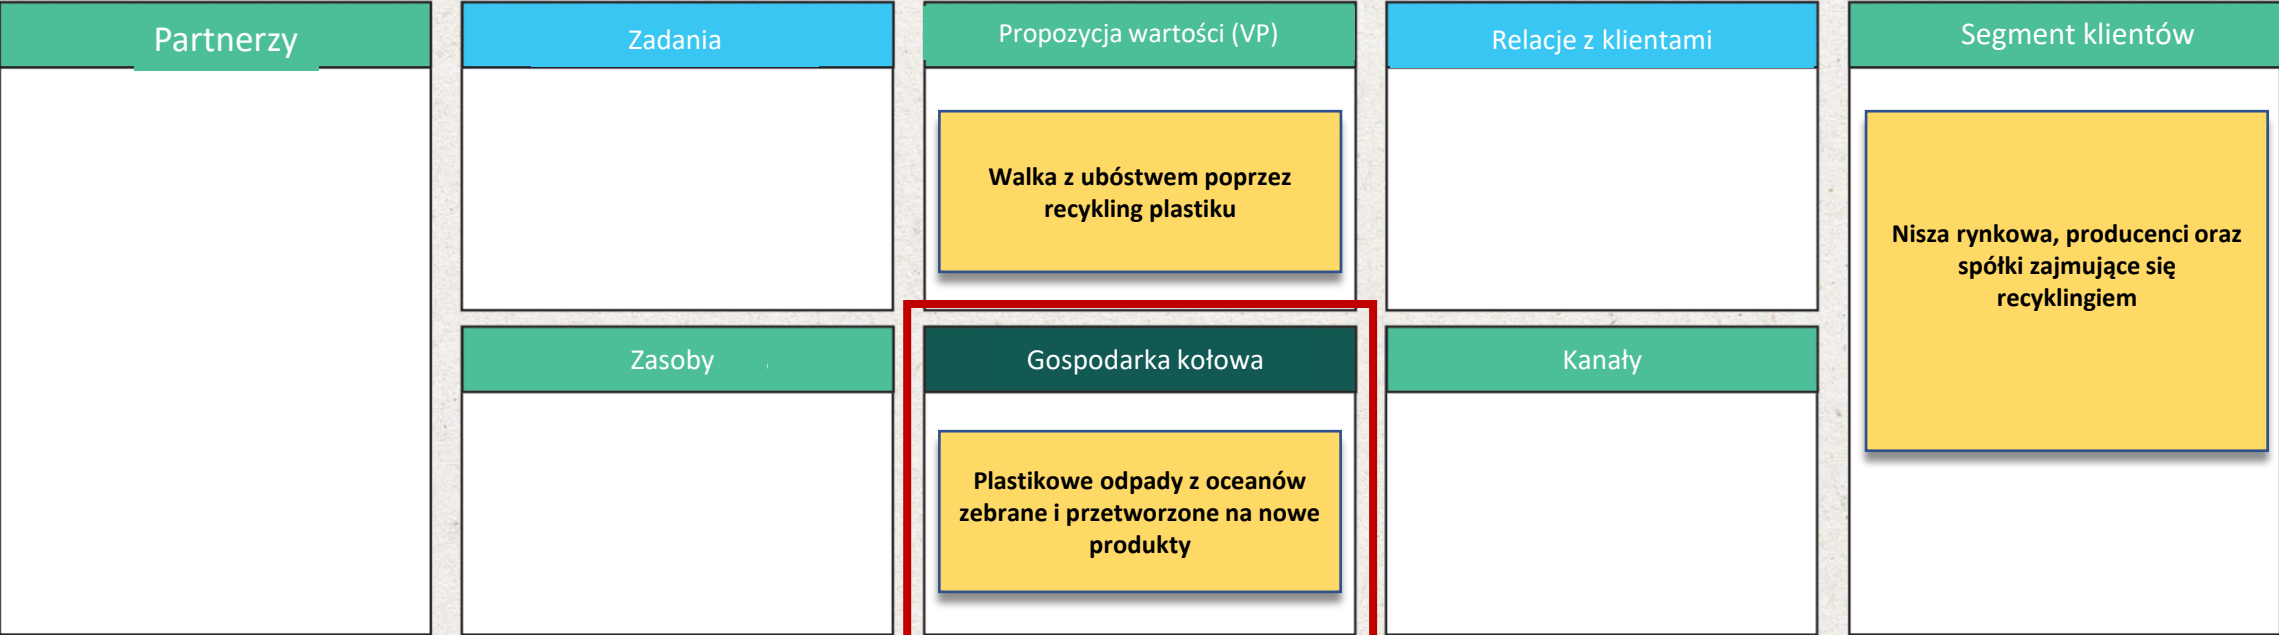 Partnerzy
Zadania
Propozycja wartości (VP)
Relacje z klientami
Segment klientów
Walka z ubóstwem poprzez
recykling plastiku
Nisza rynkowa, producenci oraz
spółki zajmujące się
recyklingiem
Zasoby
Gospodarka kołowa
Kanały
Plastikowe odpady z oceanów
zebrane i przetworzone na nowe
produkty